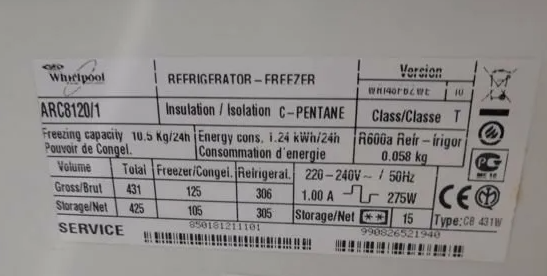 Whirlpool
REFRIGERATOR - FREEZER
Version
ARC8120/1
Insulation / Isolation C-PENTANE
Class/Classe T
Freezing capacity 10.5 Kg/24h
Pouvoir de Congel.
Energy cons. 1.24 kWh/24h
Consommation d'energie
R600a Refr - frigor
0.058 kg
Volume Total Freezer/Congel. Refrigerat.
Gross/Brut 431 125 306
Storage/Net 425 105 305
220-240V~ / 50Hz
1.00 A 275W
Storage/Net ** 15
CE
Type:CB 431W
SERVICE
850181211101
990826521940